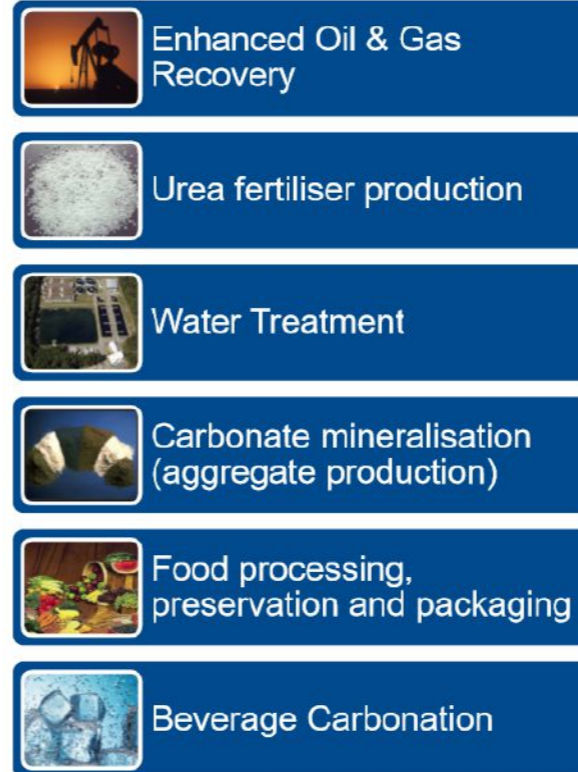 Enhanced Oil & Gas
Recovery
Urea fertiliser production
Water Treatment
Carbonate mineralisation
(aggregate production)
Food processing,
preservation and packaging
Beverage Carbonation